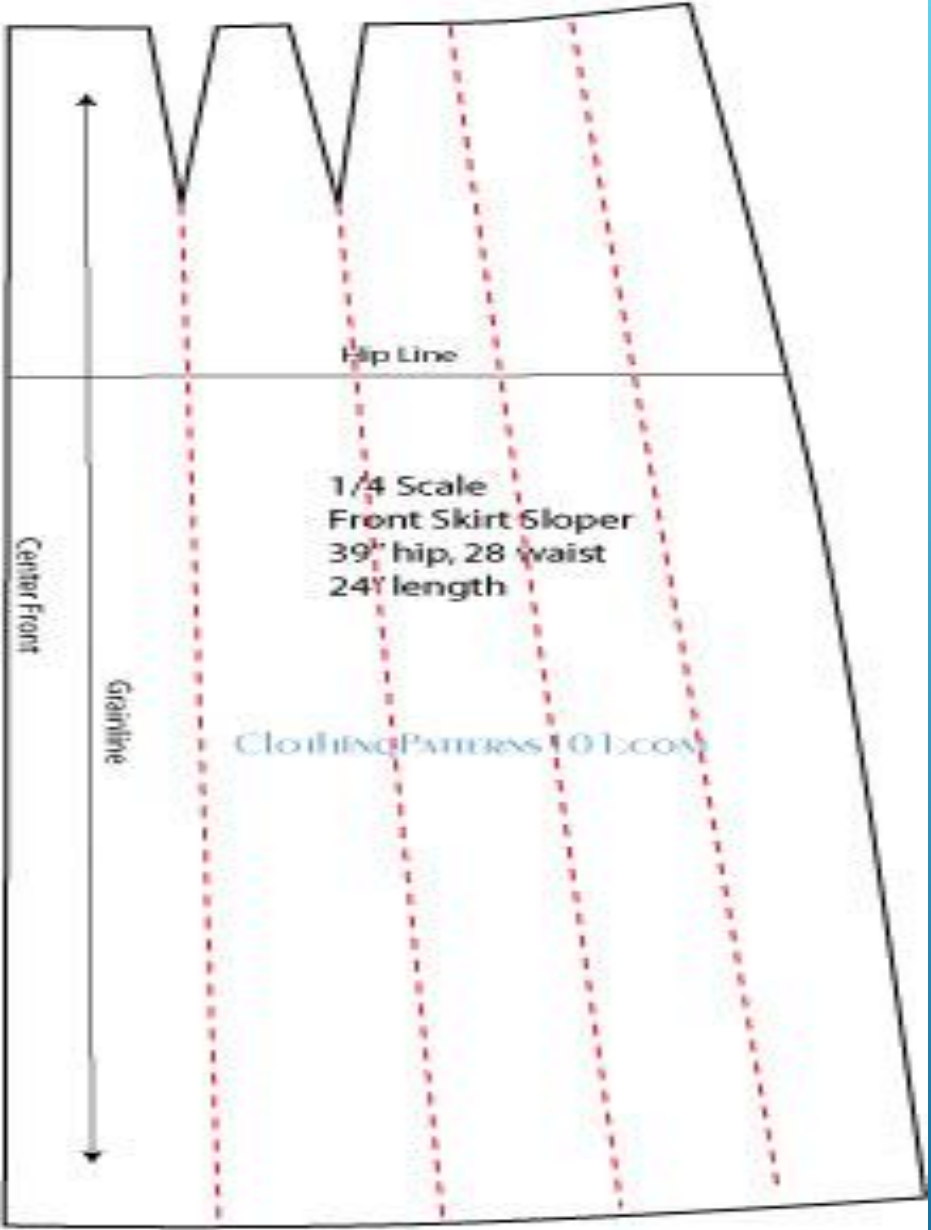 Hip Line
1/4 Scale
Front Skirt Sloper
39" hip, 28 waist
24" length
Center Front
Grainline
ClothingPatterns101.com